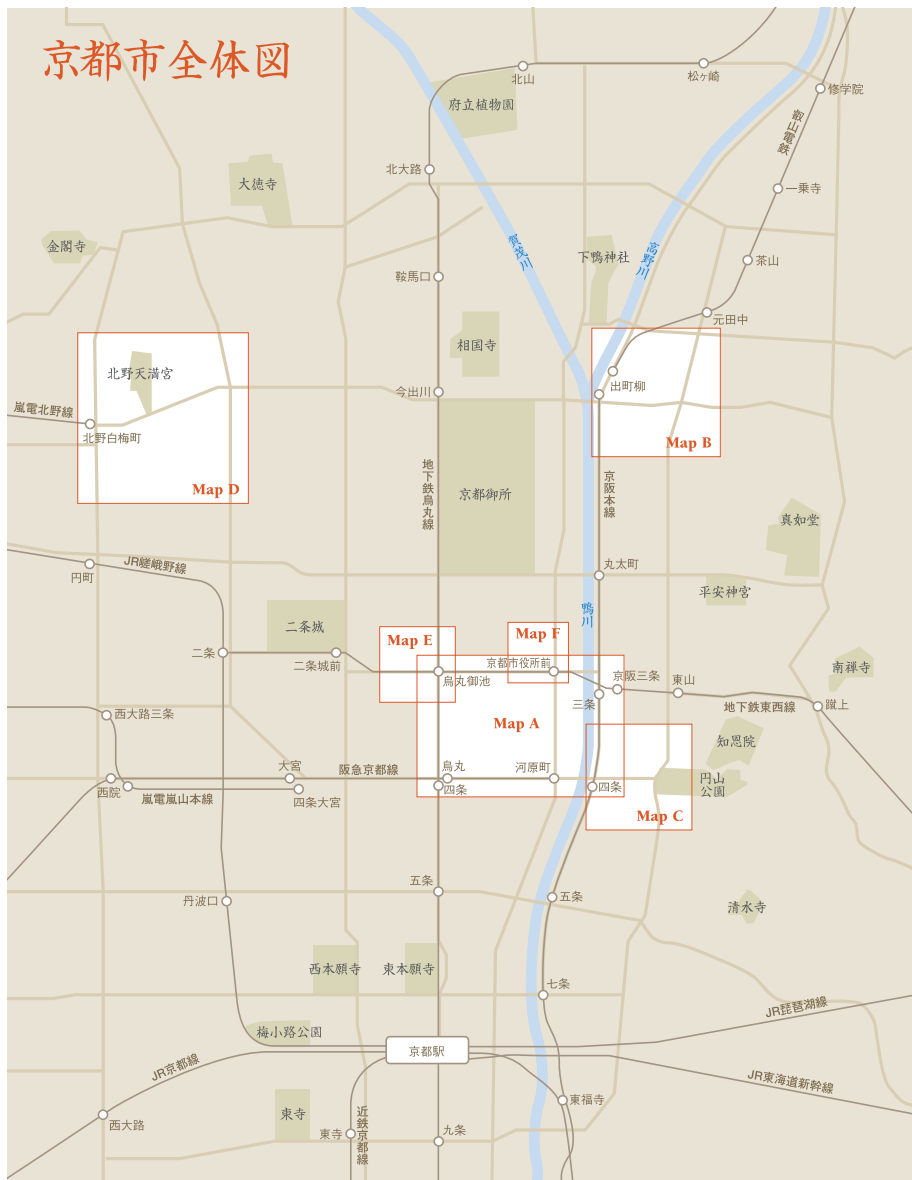 京都市全体図
北山
松ヶ崎
修学院
府立植物園
叡山電鉄
北大路
大徳寺
一乗寺
金閣寺
賀茂川
高野川
下鴨神社
茶山
鞍馬口
元田中
相国寺
北野天満宮
出町柳
今出川
嵐電北野線
北野白梅町
Map B
Map D
地下鉄烏丸線
京都御所
京阪本線
真如堂
JR嵯峨野線
円町
丸太町
平安神宮
鴨川
二条城
Map E
Map F
二条
二条城前
京都市役所前
烏丸御池
京阪三条
東山
南禅寺
三条
地下鉄東西線
蹴上
西大路三条
Map A
知恩院
大宮
阪急京都線
烏丸
河原町
円山
公園
西院
嵐電嵐山本線
四条大宮
四条
四条
Map C
五条
丹波口
五条
清水寺
西本願寺
東本願寺
七条
JR琵琶湖線
梅小路公園
京都駅
JR京都線
JR東海道新幹線
東福寺
東寺
西大路
東寺
近鉄京都線
九条